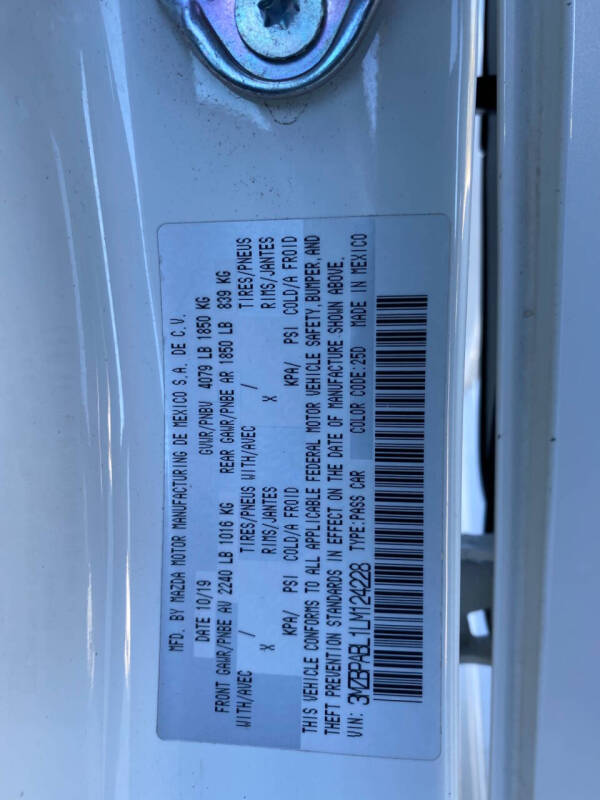 MFD. BY MAZDA MOTOR MANUFACTURING DE MEXICO S.A. DE C.V.
DATE 10/19 GVWR/PNBV 4079 LB 1850 KG
FRONT GAWR/PNBE AV 2240 LB 1016 KG REAR GAWR/PNBE AR 1850 LB 839 KG
WITH/AVEC TIRES/PNEUS WITH/AVEC TIRES/PNEUS
X RIMS/JANTES / X / RIMS/JANTES
KPA/ PSI COLD/A FROID KPA/ PSI COLD/A FROID
THIS VEHICLE CONFORMS TO ALL APPLICABLE FEDERAL MOTOR VEHICLE SAFETY, BUMPER, AND
THEFT PREVENTION STANDARDS IN EFFECT ON THE DATE OF MANUFACTURE SHOWN ABOVE.
VIN: 3MZBPABL1LM124228 TYPE:PASS CAR COLOR CODE:25D MADE IN MEXICO